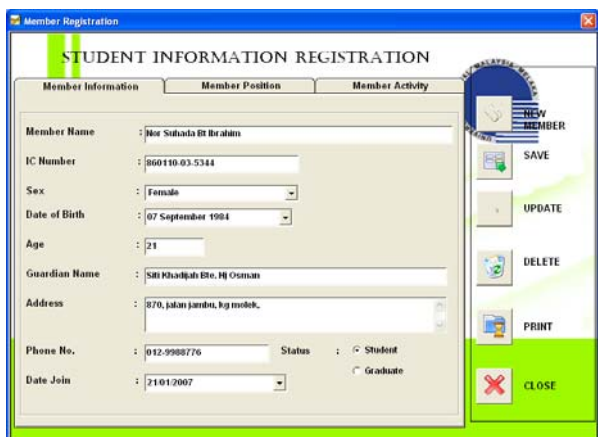 Member Registration
STUDENT INFORMATION REGISTRATION
Member Information Member Position Member Activity
Member Name : Nor Suhada Bt Ibrahim
IC Number : 860110-03-5344
Sex : Female
Date of Birth : 07 September 1984
Age : 21
Guardian Name : Siti Khadijah Bte. Hj Osman
Address : 870, jalan jambu, kg molek,
Phone No. : 012-9988776 Status : Student
Graduate
Date Join : 21/01/2007
MALAYSIA MELAKA
NEW
MEMBER
SAVE
UPDATE
DELETE
PRINT
CLOSE